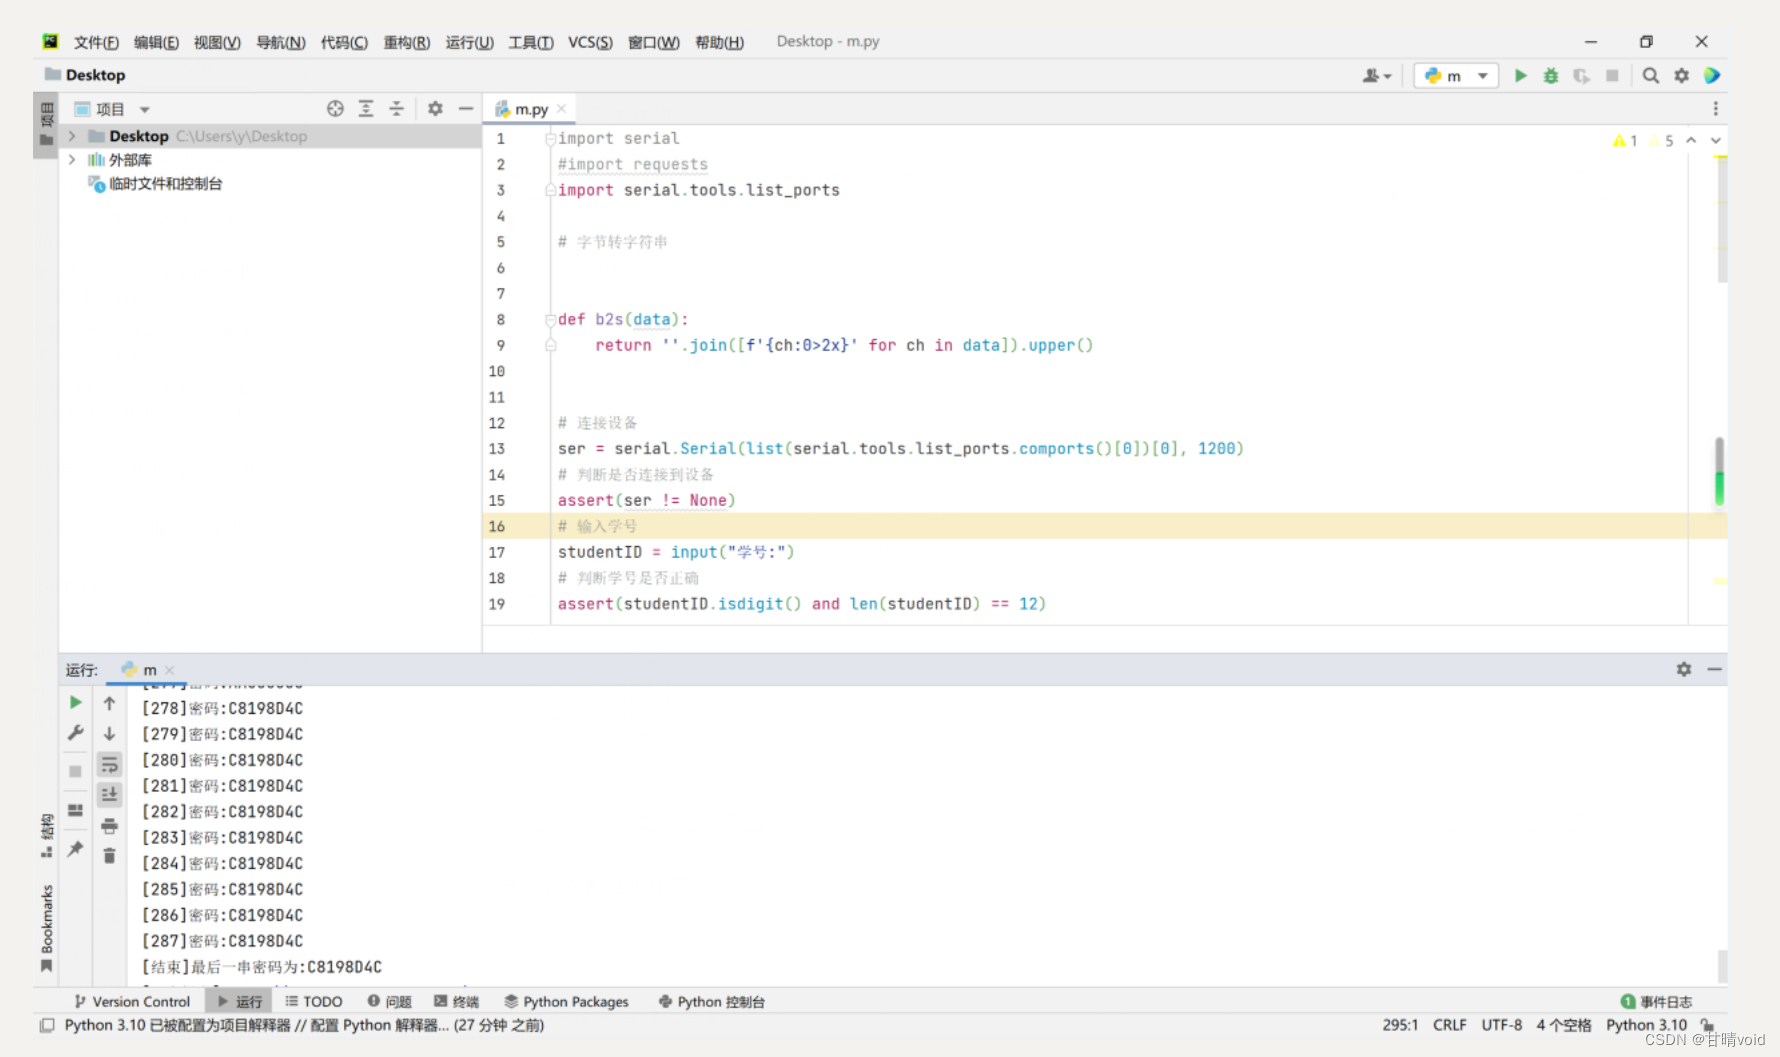 文件(F) 编辑(E) 视图(V) 导航(N) 代码(C) 重构(R) 运行(U) 工具(T) VCS(S) 窗口(W) 帮助(H) Desktop - m.py
Desktop
m
项目
项目
m.py
Desktop C:\Users\y\Desktop
外部库
临时文件和控制台
1 5
1 import serial
2 #import requests
3 import serial.tools.list_ports
4
5 # 字节转字符串
6
7
8 def b2s(data):
9 return ''.join([f'{ch:0>2x}' for ch in data]).upper()
10
11
12 # 连接设备
13 ser = serial.Serial(list(serial.tools.list_ports.comports()[0])[0], 1200)
14 # 判断是否连接到设备
15 assert(ser != None)
16 # 输入学号
17 studentID = input("学号:")
18 # 判断学号是否正确
19 assert(studentID.isdigit() and len(studentID) == 12)
运行: m
[278]密码:C8198D4C
[279]密码:C8198D4C
[280]密码:C8198D4C
[281]密码:C8198D4C
[282]密码:C8198D4C
[283]密码:C8198D4C
[284]密码:C8198D4C
[285]密码:C8198D4C
[286]密码:C8198D4C
[287]密码:C8198D4C
[结束]最后一串密码为:C8198D4C
结构
Bookmarks
Version Control 运行 TODO 问题 终端 Python Packages Python 控制台 1 事件日志
Python 3.10 已被配置为项目解释器 // 配置 Python 解释器... (27 分钟 之前) 295:1 CRLF UTF-8 4 个空格 Python 3.10
CSDN @甘晴void